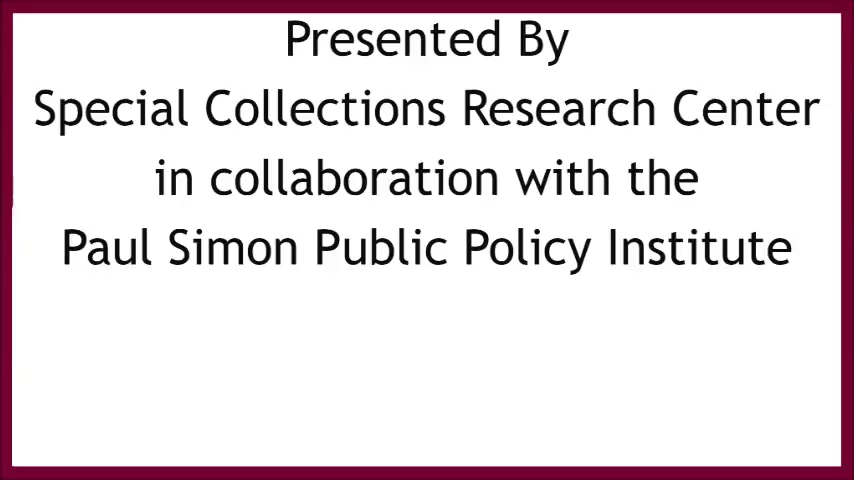 Presented By
Special Collections Research Center
in collaboration with the
Paul Simon Public Policy Institute